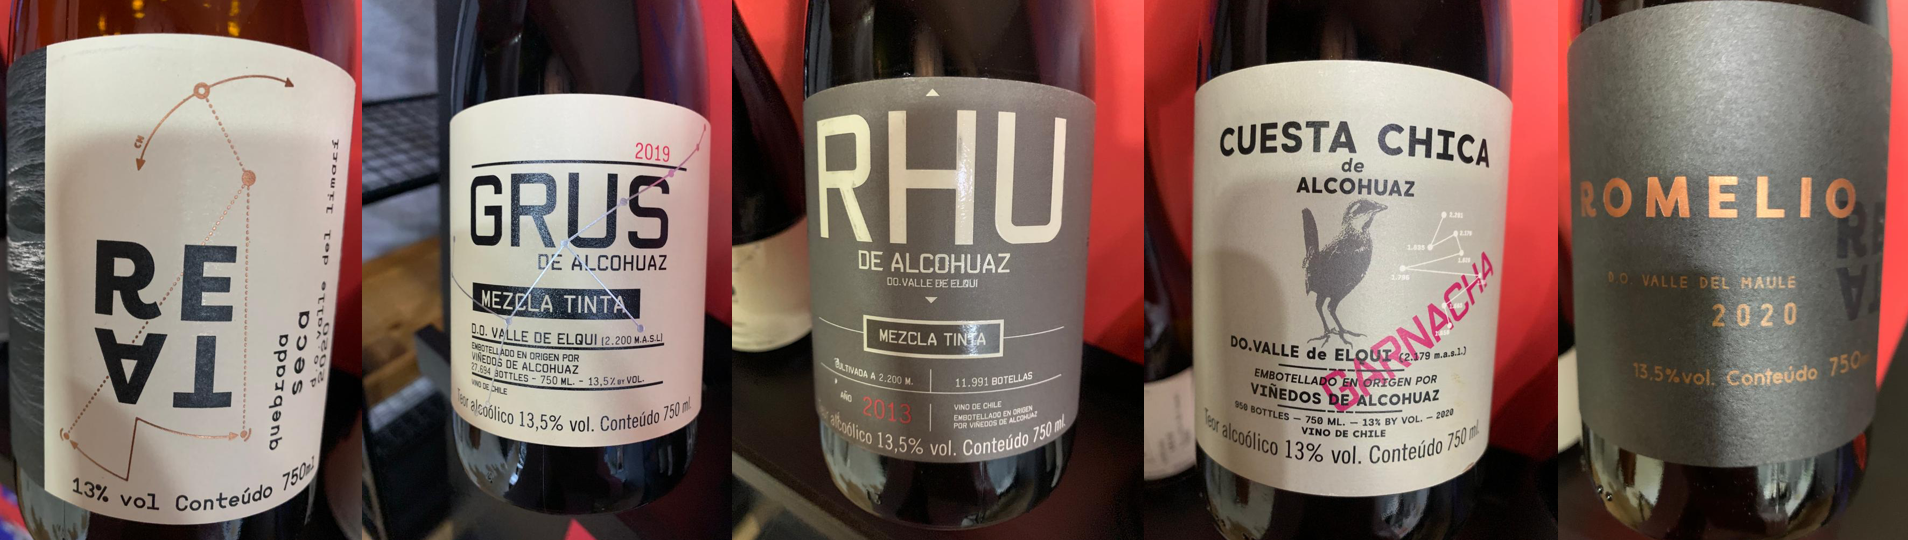 CH
RE
TA
quebrada
seca
d.o valle del limarí
2020
13% vol Conteúdo 750ml
2019
GRUS
DE ALCOHUAZ
MEZCLA TINTA
D.O. VALLE DE ELQUI (2.200 M.A.S.L)
EMBOTELLADO EN ORIGEN POR
VIÑEDOS DE ALCOHUAZ
27.694 BOTTLES - 750 ML. - 13,5% BY VOL.
VINO DE CHILE
Teor alcoólico 13,5% vol. Conteúdo 750 ml.
RHU
DE ALCOHUAZ
DO.VALLE DE ELQUI
MEZCLA TINTA
CULTIVADA A 2.200 M.
11.991 BOTELLAS
AÑO 2013
VINO DE CHILE
EMBOTELLADO EN ORIGEN
POR VIÑEDOS DE ALCOHUAZ
Teor alcoólico 13,5% vol. Conteúdo 750 ml.
CUESTA CHICA
de
ALCOHUAZ
GARNACHA
DO.VALLE de ELQUI (2.179 m.a.s.l.)
EMBOTELLADO EN ORIGEN POR
VIÑEDOS DE ALCOHUAZ
950 BOTTLES - 750 ML. - 13% BY VOL. - 2020
VINO DE CHILE
Teor alcoólico 13% vol. Conteúdo 750 ml.
ROMELIO
RE
TA
D.O. VALLE DEL MAULE
2020
13.5%vol. Conteúdo 750m